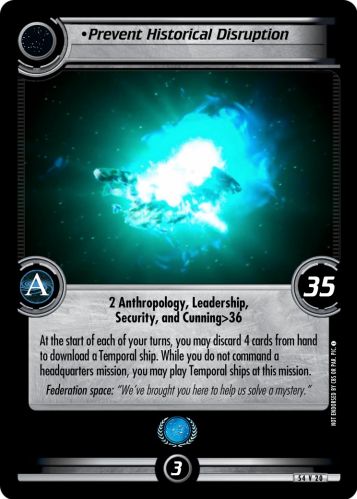 •Prevent Historical Disruption
A
35
2 Anthropology, Leadership,
Security, and Cunning>36
At the start of each of your turns, you may discard 4 cards from hand
to download a Temporal ship. While you do not command a
headquarters mission, you may play Temporal ships at this mission.
Federation space: "We've brought you here to help us solve a mystery."
NOT ENDORSED BY CBS OR PAR. PIC
3
54 V 20